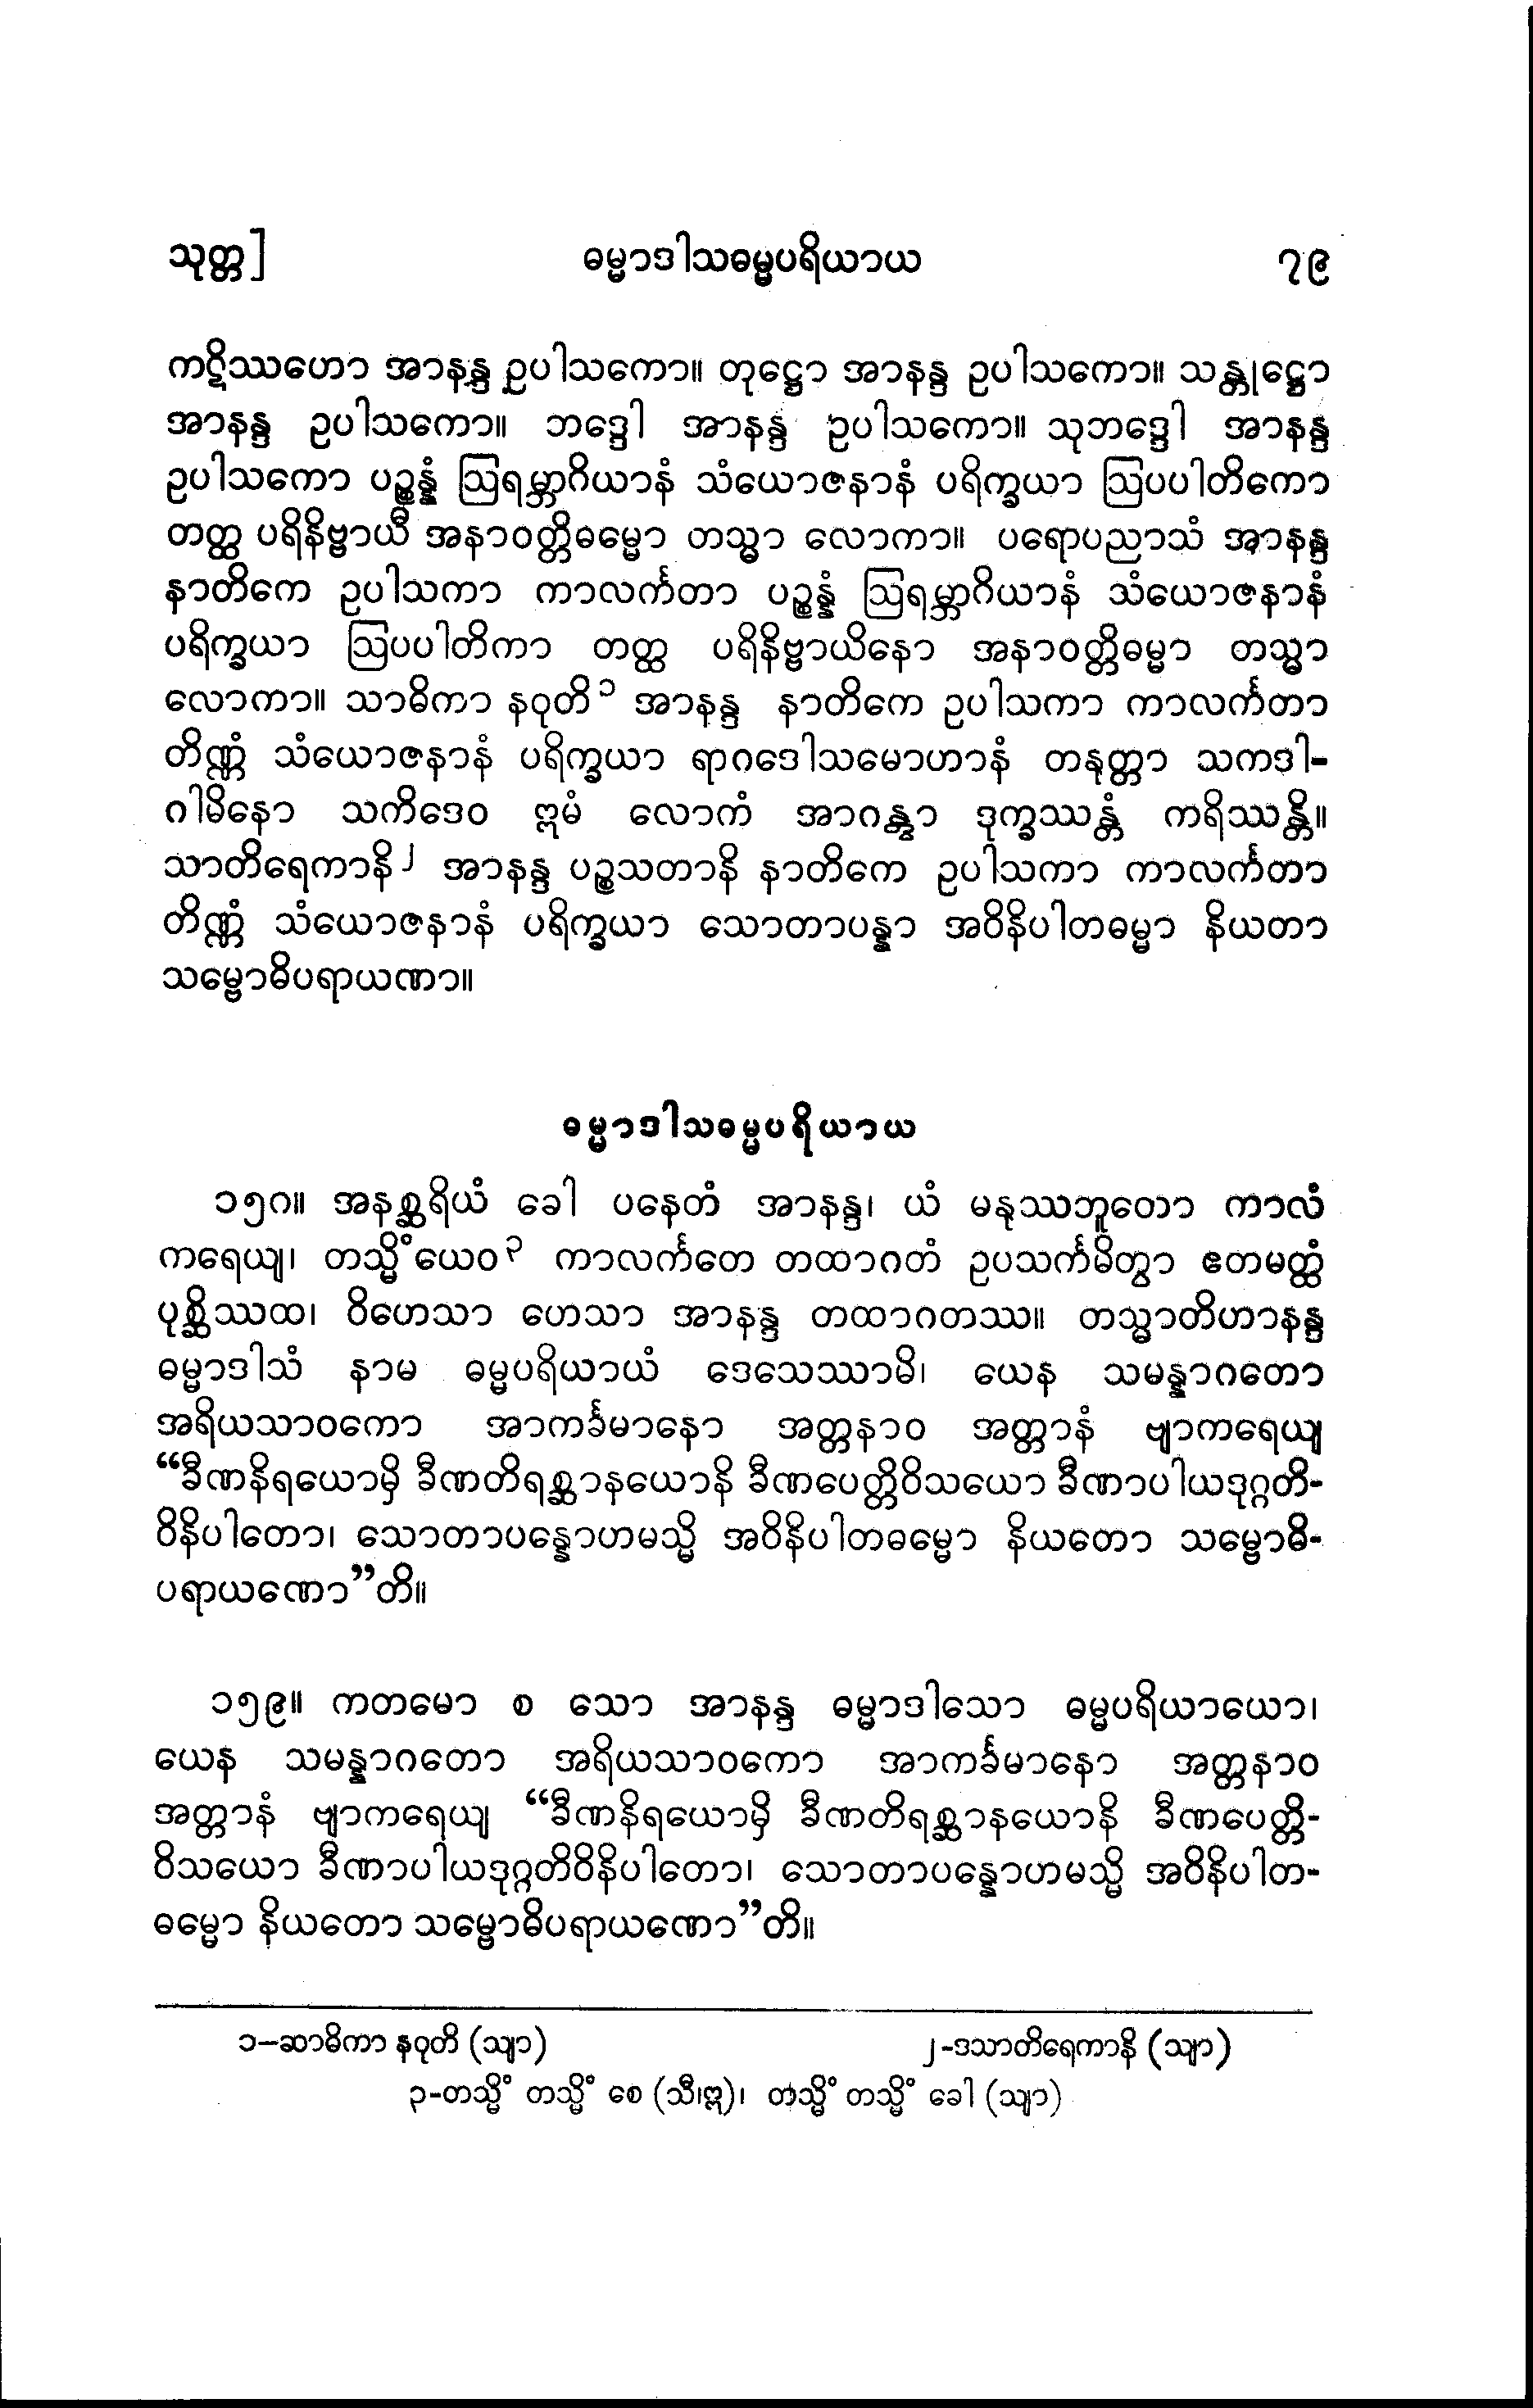 သုတ္တ] ဓမ္မာဒါသဓမ္မပရိယာယ ၇၉
ကဋိဿဟော အာနန္ဒ ဥပါသကော။ တုဋ္ဌော အာနန္ဒ ဥပါသကော။ သန္တုဋ္ဌော
အာနန္ဒ ဥပါသကော။ ဘဒ္ဒေါ အာနန္ဒ ဥပါသကော။ သုဘဒ္ဒေါ အာနန္ဒ
ဥပါသကော ပဉ္စန္နံ ဩရမ္ဘာဂိယာနံ သံယောဇနာနံ ပရိက္ခယာ ဩပပါတိကော
တတ္ထ ပရိနိဗ္ဗာယီ အနာဝတ္တိဓမ္မော တသ္မာ လောကာ။ ပရောပညာသံ အာနန္ဒ
နာတိကေ ဥပါသကာ ကာလင်္ကတာ ပဉ္စန္နံ ဩရမ္ဘာဂိယာနံ သံယောဇနာနံ
ပရိက္ခယာ ဩပပါတိကာ တတ္ထ ပရိနိဗ္ဗာယိနော အနာဝတ္တိဓမ္မာ တသ္မာ
လောကာ။ သာဓိကာ နဝုတိ၁ အာနန္ဒ နာတိကေ ဥပါသကာ ကာလင်္ကတာ
တိဏ္ဏံ သံယောဇနာနံ ပရိက္ခယာ ရာဂဒေါသမောဟာနံ တနုတ္တာ သကဒါ-
ဂါမိနော သကိဒေဝ ဣမံ လောကံ အာဂန္တွာ ဒုက္ခဿန္တံ ကရိဿန္တိ။
သာတိရေကာနိ၂ အာနန္ဒ ပဉ္စသတာနိ နာတိကေ ဥပါသကာ ကာလင်္ကတာ
တိဏ္ဏံ သံယောဇနာနံ ပရိက္ခယာ သောတာပန္နာ အဝိနိပါတဓမ္မာ နိယတာ
သမ္ဗောဓိပရာယဏာ။
ဓမ္မာဒါသဓမ္မပရိယာယ
၁၅၈။ အနစ္ဆရိယံ ခေါ ပနေတံ အာနန္ဒ၊ ယံ မနုဿဘူတော ကာလံ
ကရေယျ၊ တသ္မိံယေဝ၃ ကာလင်္ကတေ တထာဂတံ ဥပသင်္ကမိတွာ ဧတမတ္ထံ
ပုစ္ဆိဿထ၊ ဝိဟေသာ ဟေသာ အာနန္ဒ တထာဂတဿ။ တသ္မာတိဟာနန္ဒ
ဓမ္မာဒါသံ နာမ ဓမ္မပရိယာယံ ဒေသေဿာမိ၊ ယေန သမန္နာဂတော
အရိယသာဝကော အာကင်္ခမာနော အတ္တနာဝ အတ္တာနံ ဗျာကရေယျ
“ခီဏနိရယောမှိ ခီဏတိရစ္ဆာနယောနိ ခီဏပေတ္တိဝိသယော ခီဏာပါယဒုဂ္ဂတိ-
ဝိနိပါတော၊ သောတာပန္နောဟမသ္မိ အဝိနိပါတဓမ္မော နိယတော သမ္ဗောဓိ-
ပရာယဏော”တိ။
၁၅၉။ ကတမော စ သော အာနန္ဒ ဓမ္မာဒါသော ဓမ္မပရိယာယော၊
ယေန သမန္နာဂတော အရိယသာဝကော အာကင်္ခမာနော အတ္တနာဝ
အတ္တာနံ ဗျာကရေယျ “ခီဏနိရယောမှိ ခီဏတိရစ္ဆာနယောနိ ခီဏပေတ္တိ-
ဝိသယော ခီဏာပါယဒုဂ္ဂတိဝိနိပါတော၊ သောတာပန္နောဟမသ္မိ အဝိနိပါတ-
ဓမ္မော နိယတော သမ္ဗောဓိပရာယဏော”တိ။
၁–ဆာဓိကာ နဝုတိ (သျာ) ၂-ဒသာတိရေကာနိ (သျာ)
၃-တသ္မိံ တသ္မိံ စေ (သီ၊ဣ)၊ တသ္မိံ တသ္မိံ ခေါ (သျာ)